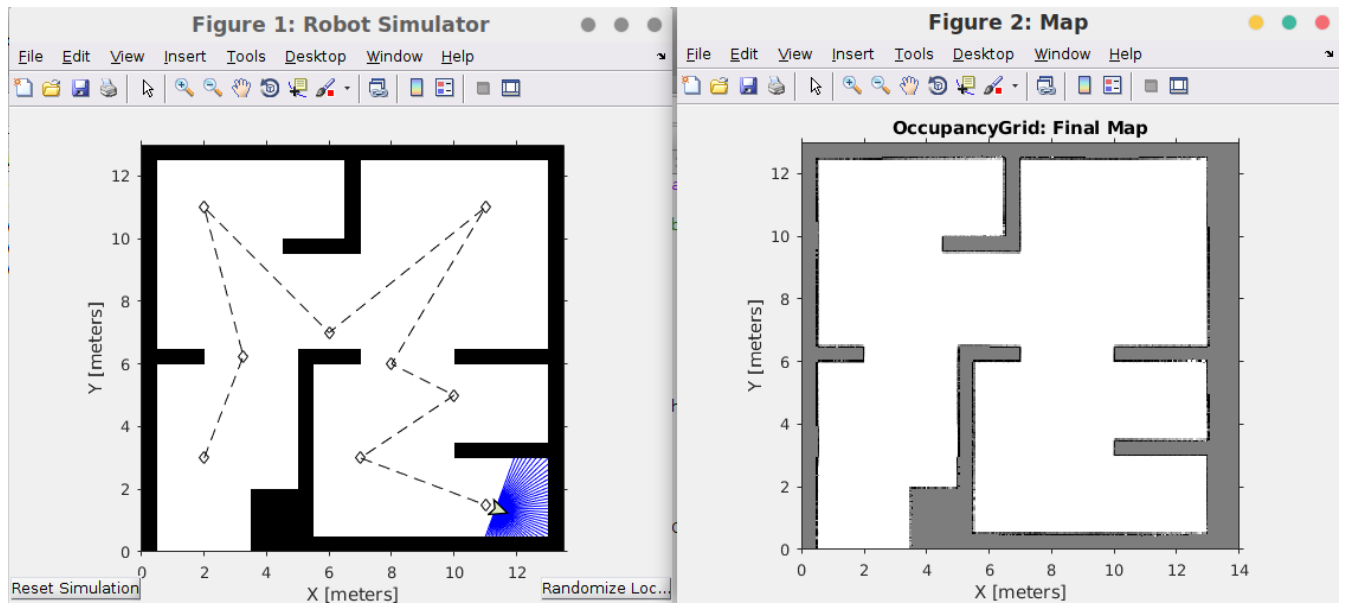 Figure 1: Robot Simulator
File Edit View Insert Tools Desktop Window Help
12
10
8
6
4
2
0
Y [meters]
0 2 4 6 8 10 12
X [meters]
Reset Simulation
Randomize Loc...
Figure 2: Map
File Edit View Insert Tools Desktop Window Help
OccupancyGrid: Final Map
12
10
8
6
4
2
0
Y [meters]
0 2 4 6 8 10 12 14
X [meters]